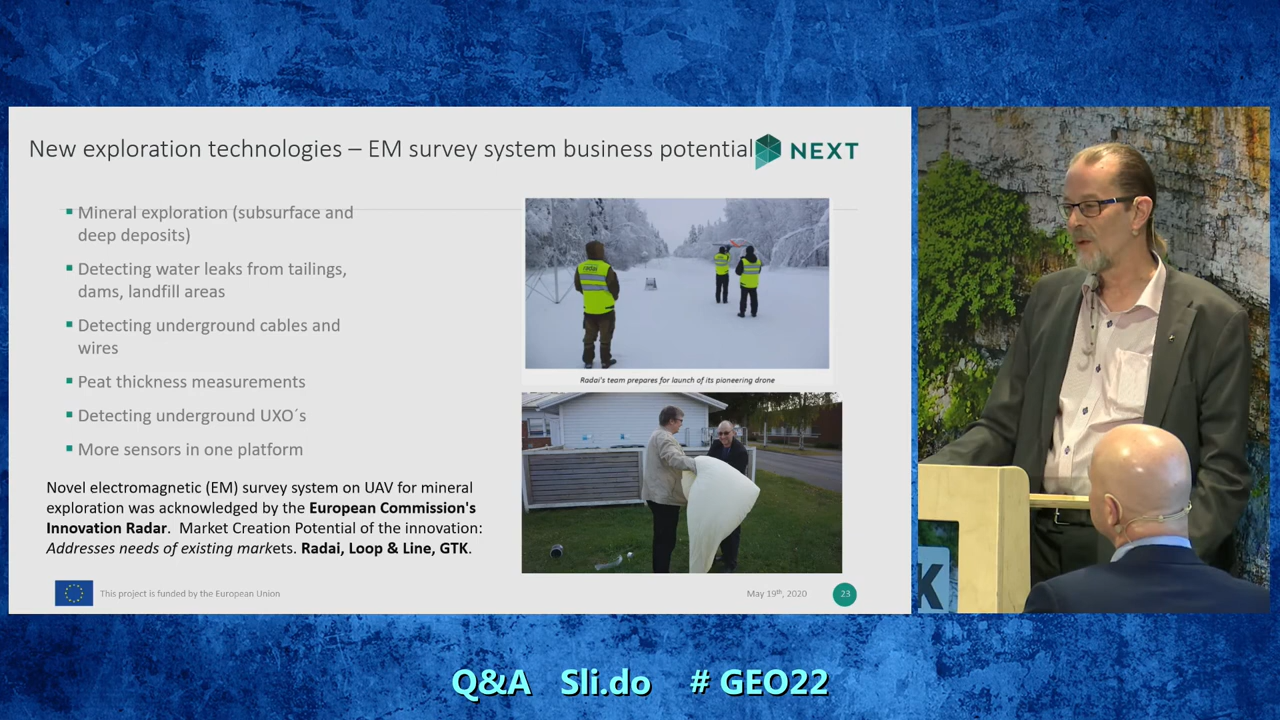 New exploration technologies – EM survey system business potential
NEXT
▪ Mineral exploration (subsurface and
deep deposits)
▪ Detecting water leaks from tailings,
dams, landfill areas
▪ Detecting underground cables and
wires
▪ Peat thickness measurements
▪ Detecting underground UXO´s
▪ More sensors in one platform
Novel electromagnetic (EM) survey system on UAV for mineral
exploration was acknowledged by the European Commission's
Innovation Radar. Market Creation Potential of the innovation:
Addresses needs of existing markets. Radai, Loop & Line, GTK.
Radai
Radai's team prepares for launch of its pioneering drone
This project is funded by the European Union
May 19th, 2020
23
K
Q&A Sli.do # GEO22